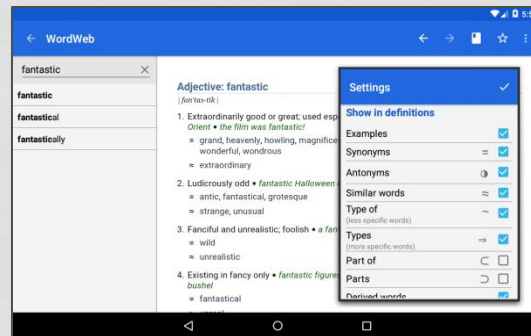 5:5
WordWeb
fantastic
fantastic
fantastical
fantastically
Adjective: fantastic
|fan'tas-tik|
1. Extraordinarily good or great; used esp
Orient • the film was fantastic!
= grand, heavenly, howling, magnifice
wonderful, wondrous
≈ extraordinary
2. Ludicrously odd • fantastic Halloween
= antic, fantastical, grotesque
≈ strange, unusual
3. Fanciful and unrealistic; foolish • a fan
= wild
≈ unrealistic
4. Existing in fancy only • fantastic figure
bushel
= fantastical
≈ unreal
Settings
Show in definitions
Examples
Synonyms =
Antonyms
Similar words ≈
Type of ~
(less specific words)
Types ⇒
(more specific words)
Part of ⊂
Parts ⊃
Derived words